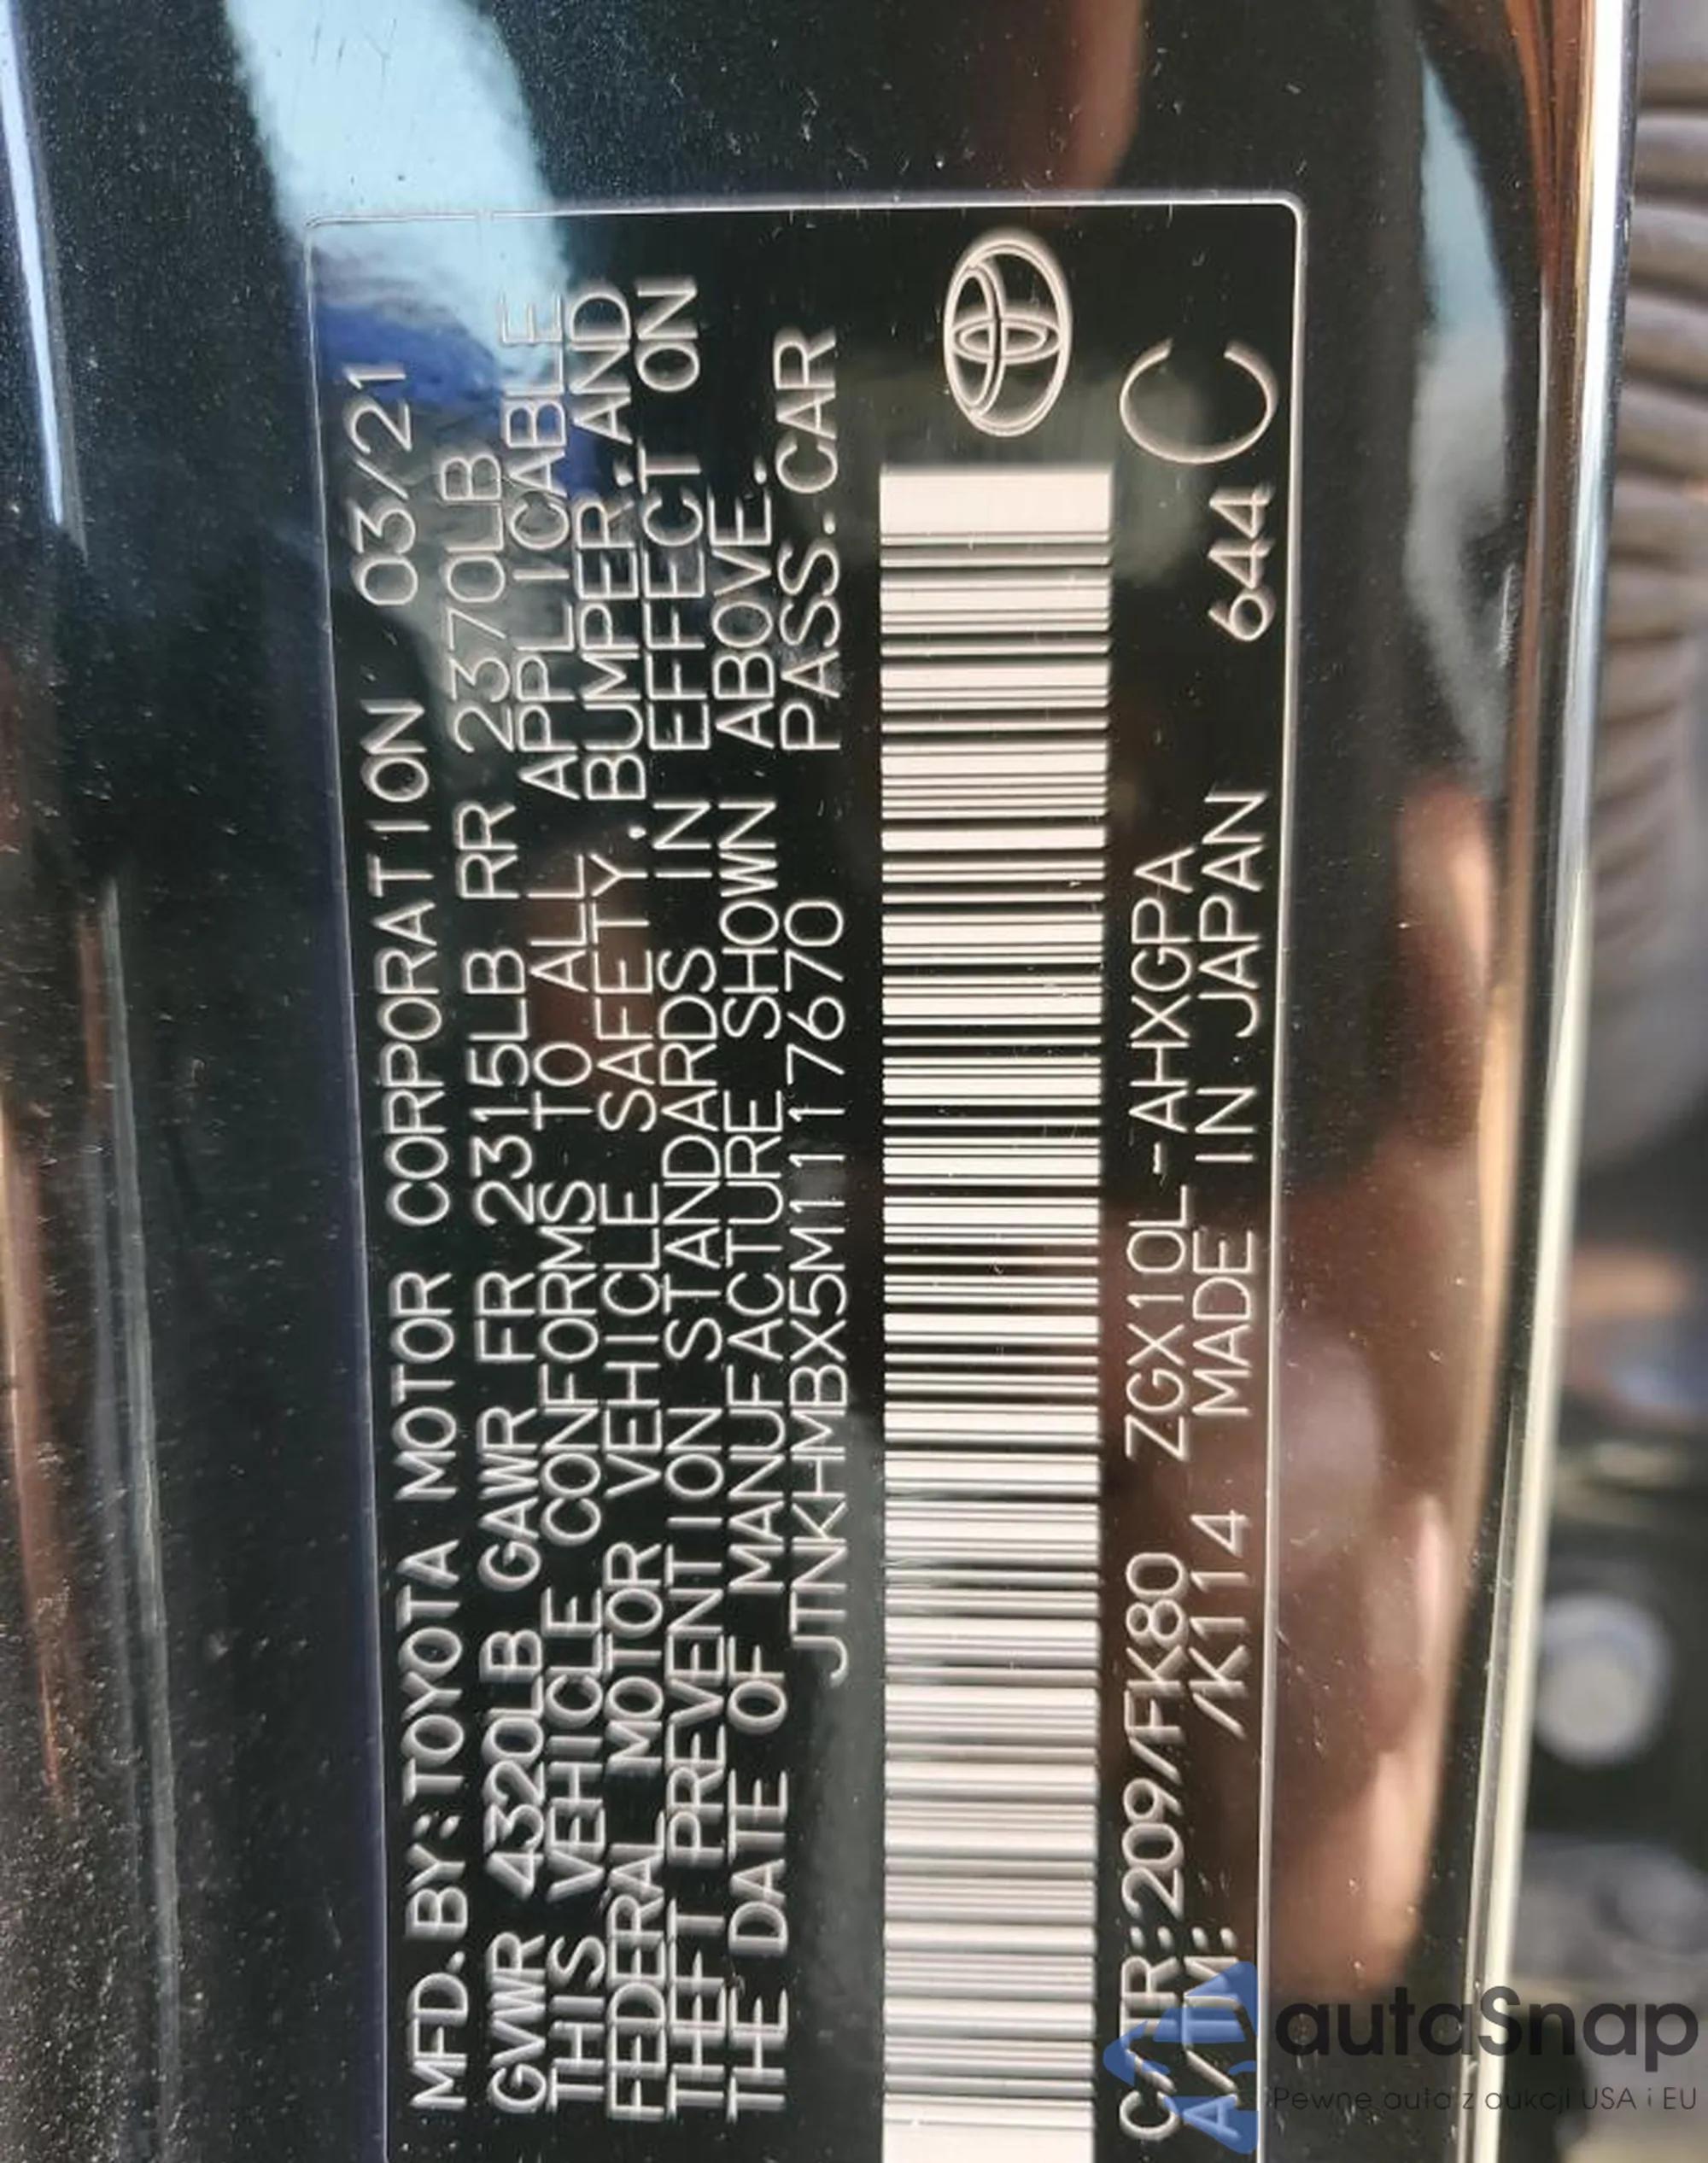 MFD.BY:TOYOTA MOTOR CORPORATION 03/21
GVWR 4320LB GAWR FR 2315LB RR 2370LB
THIS VEHICLE CONFORMS TO ALL APPLICABLE
FEDERAL MOTOR VEHICLE SAFETY,BUMPER,AND
THEFT PREVENTION STANDARDS IN EFFECT ON
THE DATE OF MANUFACTURE SHOWN ABOVE.
JTNKHMBX5M1117670 PASS.CAR
C/TR:209/FK80 ZGX10L-AHXGPA
A/TM: /K114 MADE IN JAPAN 644 C
autaSnap
Pewne auta z aukcji USA i EU